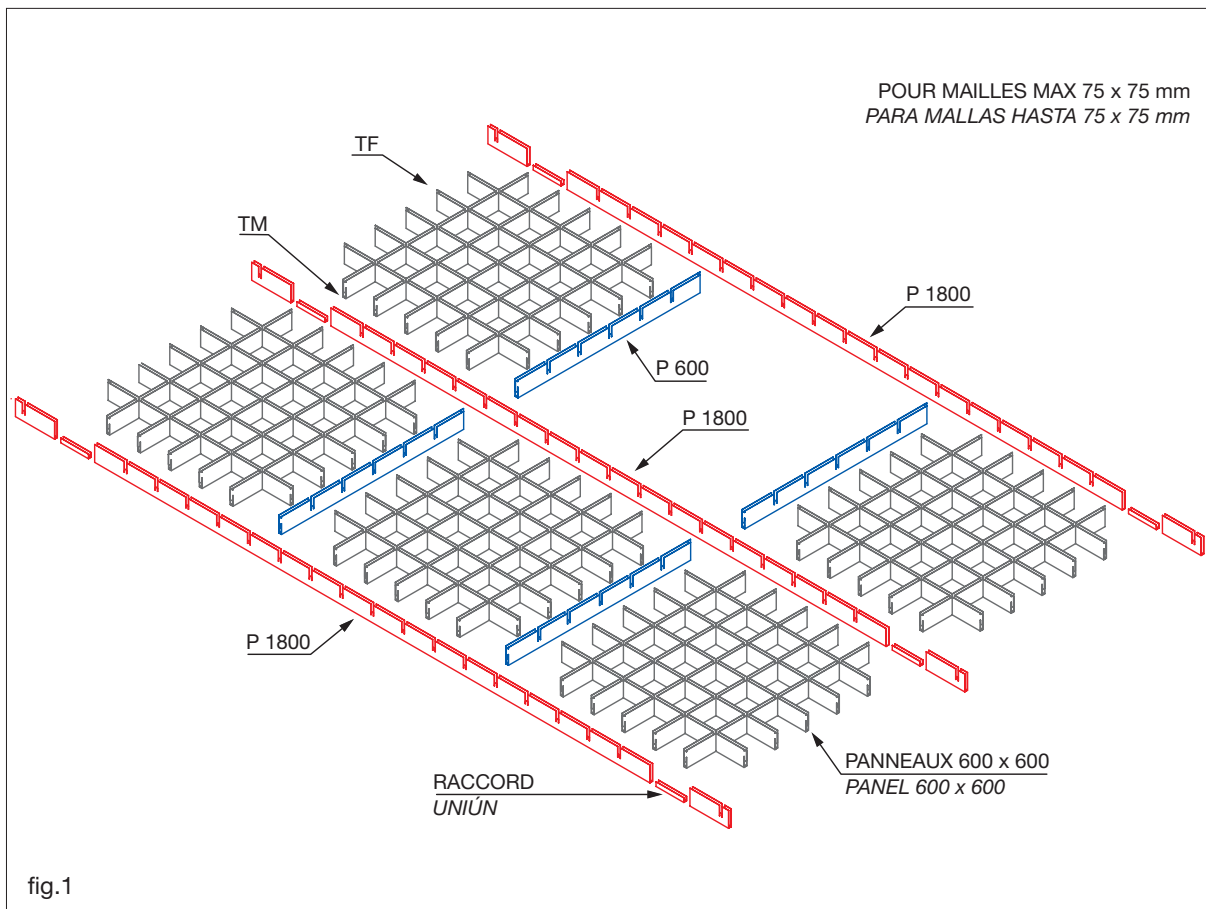 POUR MAILLES MAX 75 x 75 mm
PARA MALLAS HASTA 75 x 75 mm
TF
TM
P 1800
P 600
P 1800
P 1800
PANNEAUX 600 x 600
PANEL 600 x 600
RACCORD
UNIÚN
fig.1